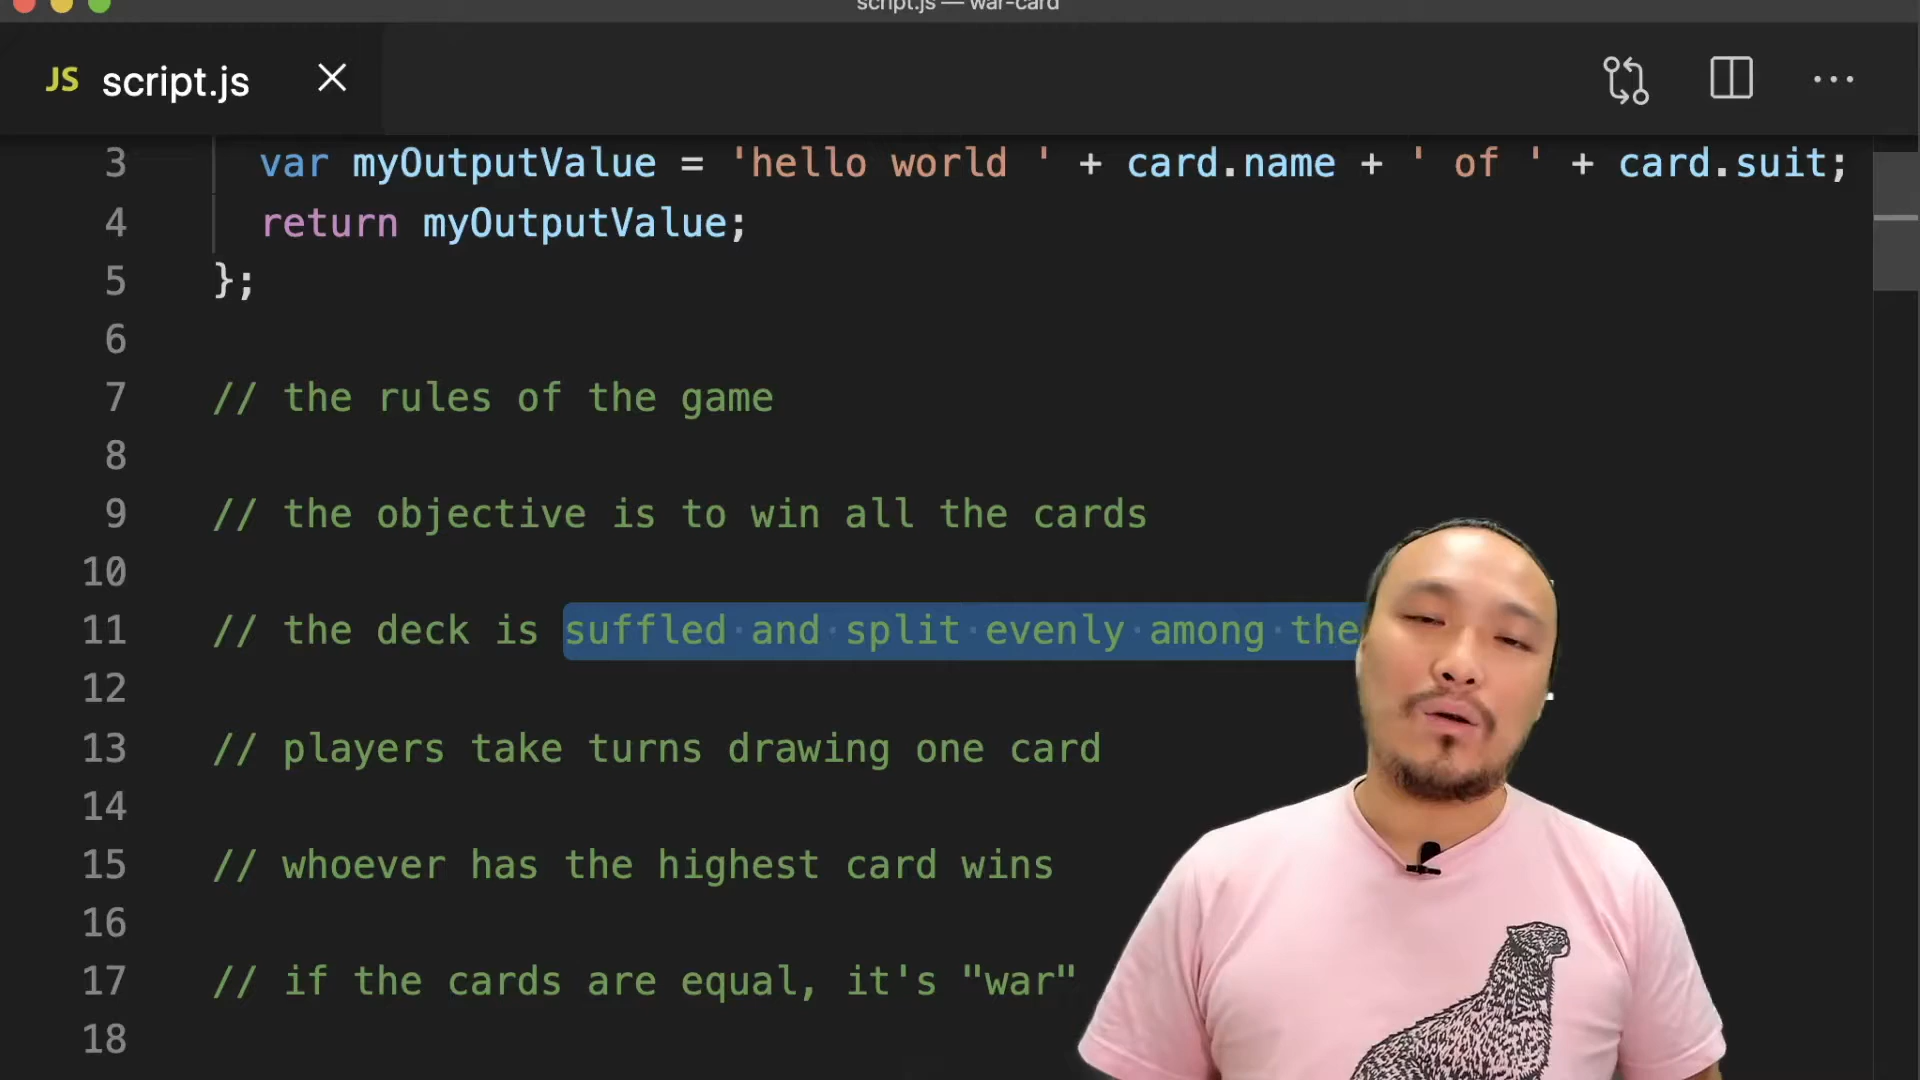 script.js — war-card
JS script.js
3 var myOutputValue = 'hello world ' + card.name + ' of ' + card.suit;
4 return myOutputValue;
5 };
6
7 // the rules of the game
8
9 // the objective is to win all the cards
10
11 // the deck is suffled and split evenly among the
12
13 // players take turns drawing one card
14
15 // whoever has the highest card wins
16
17 // if the cards are equal, it's "war"
18